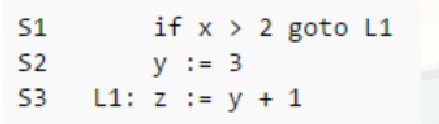 S1 if x > 2 goto L1
S2 y := 3
S3 L1: z := y + 1